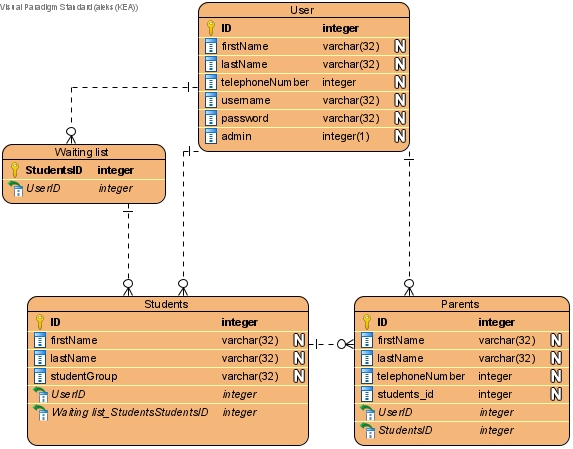 Visual Paradigm Standard(aleks(KEA))
User
ID integer
firstName varchar(32) N
lastName varchar(32) N
telephoneNumber integer N
username varchar(32) N
password varchar(32) N
admin integer(1) N
Waiting list
StudentsID integer
UserID integer
Students
ID integer
firstName varchar(32) N
lastName varchar(32) N
studentGroup varchar(32) N
UserID integer
Waiting list_StudentsStudentsID integer
Parents
ID integer
firstName varchar(32) N
lastName varchar(32) N
telephoneNumber integer N
students_id integer N
UserID integer
StudentsID integer